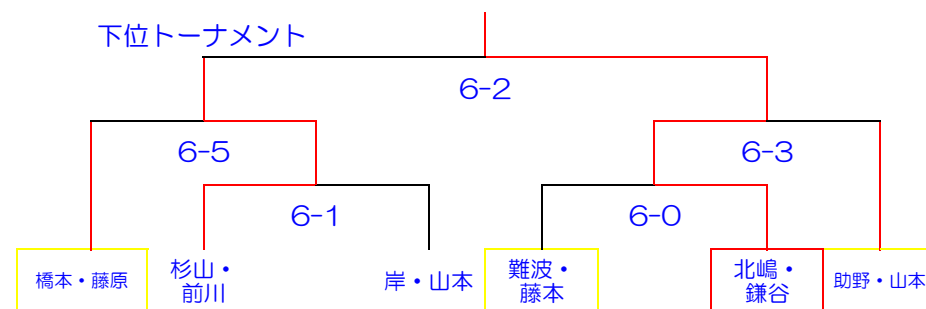 下位トーナメント
6-2
6-5
6-3
6-1
6-0
橋本・藤原
杉山・
前川
岸・山本
難波・
藤本
北嶋・
鎌谷
助野・山本